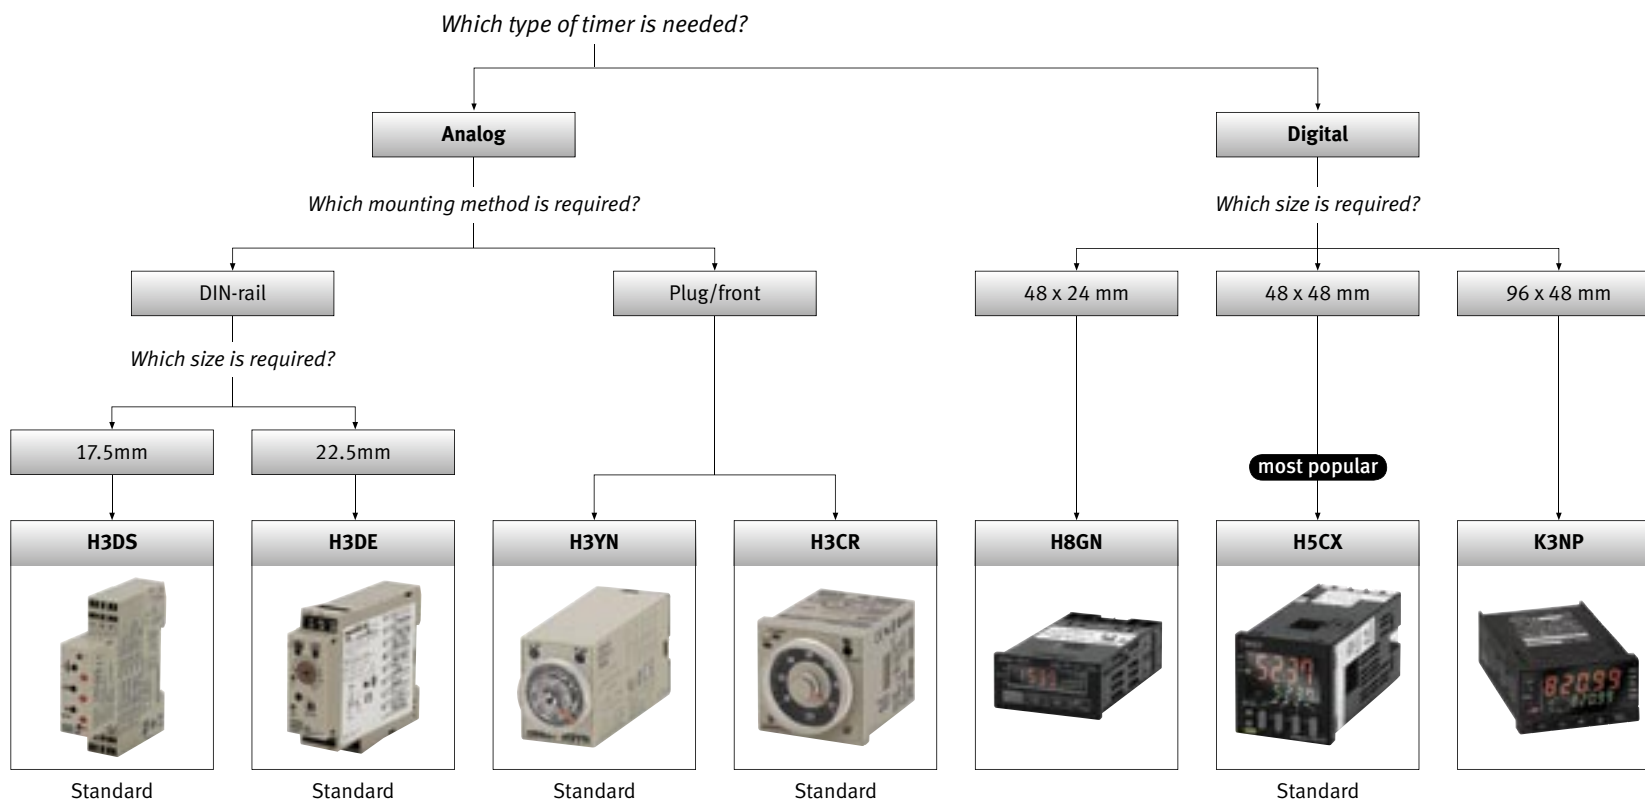 Which type of timer is needed?
Analog
Digital
Which mounting method is required?
Which size is required?
DIN-rail
Plug/front
48 x 24 mm
48 x 48 mm
96 x 48 mm
Which size is required?
17.5mm
22.5mm
most popular
H3DS
H3DE
H3YN
H3CR
H8GN
H5CX
K3NP
5237
82099
Standard
Standard
Standard
Standard
Standard